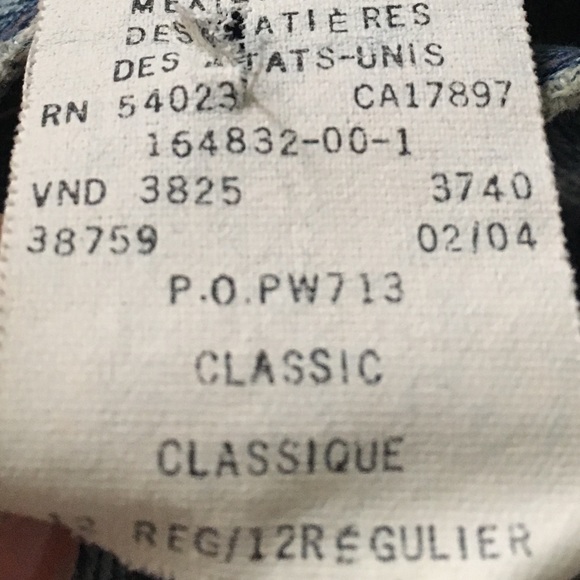 DES MATIÈRES
DES ÉTATS-UNIS
RN 54023 CA17897
164832-00-1
VND 3825 3740
38759 02/04
P.O.PW713
CLASSIC
CLASSIQUE
12 REG/12RÉGULIER